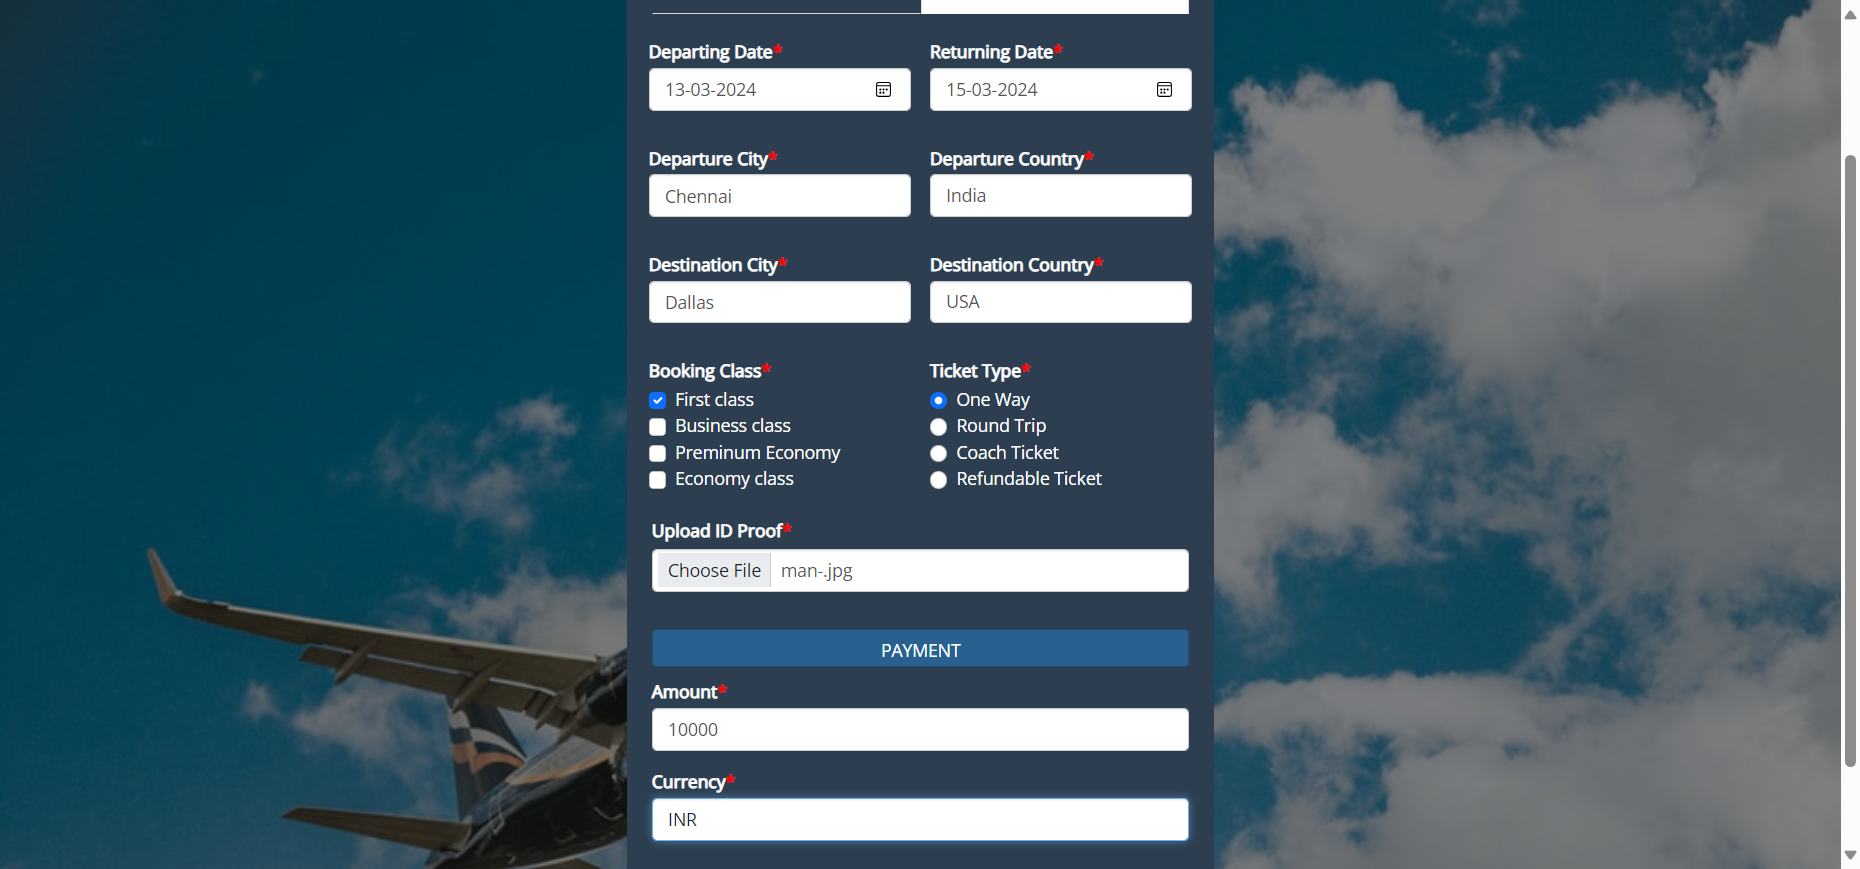 Departing Date* Returning Date*
13-03-2024 15-03-2024
Departure City* Departure Country*
Chennai India
Destination City* Destination Country*
Dallas USA
Booking Class* Ticket Type*
First class One Way
Business class Round Trip
Preminum Economy Coach Ticket
Economy class Refundable Ticket
Upload ID Proof*
Choose File man-.jpg
PAYMENT
Amount*
10000
Currency*
INR